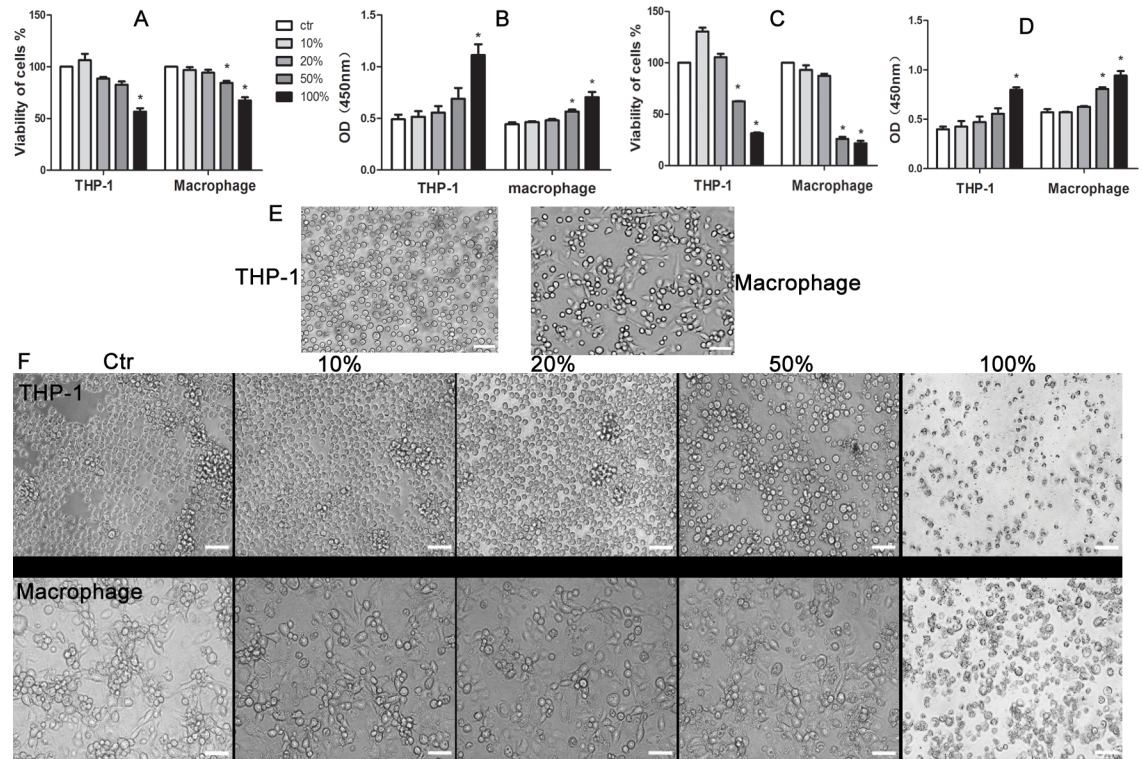 A
150
100
50
0
Viability of cells %
THP-1
Macrophage
*
*
*
ctr
10%
20%
50%
100%
B
1.5
1.0
0.5
0.0
OD（450nm）
THP-1
macrophage
*
*
*
C
150
100
50
0
Viability of cells %
THP-1
Macrophage
*
*
*
*
D
1.5
1.0
0.5
0.0
OD（450nm）
THP-1
Macrophage
*
*
*
E
THP-1
Macrophage
F
Ctr
10%
20%
50%
100%
THP-1
Macrophage